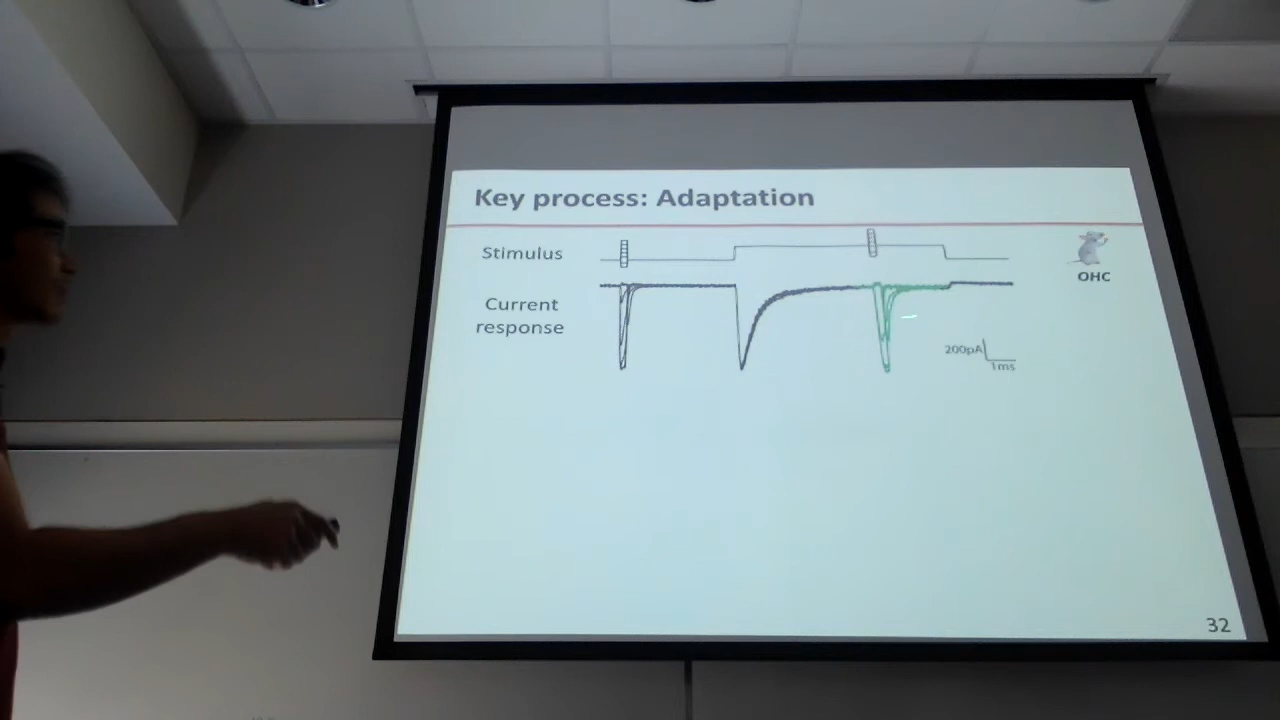 Key process: Adaptation
Stimulus
OHC
Current
response
200pA
1ms
32